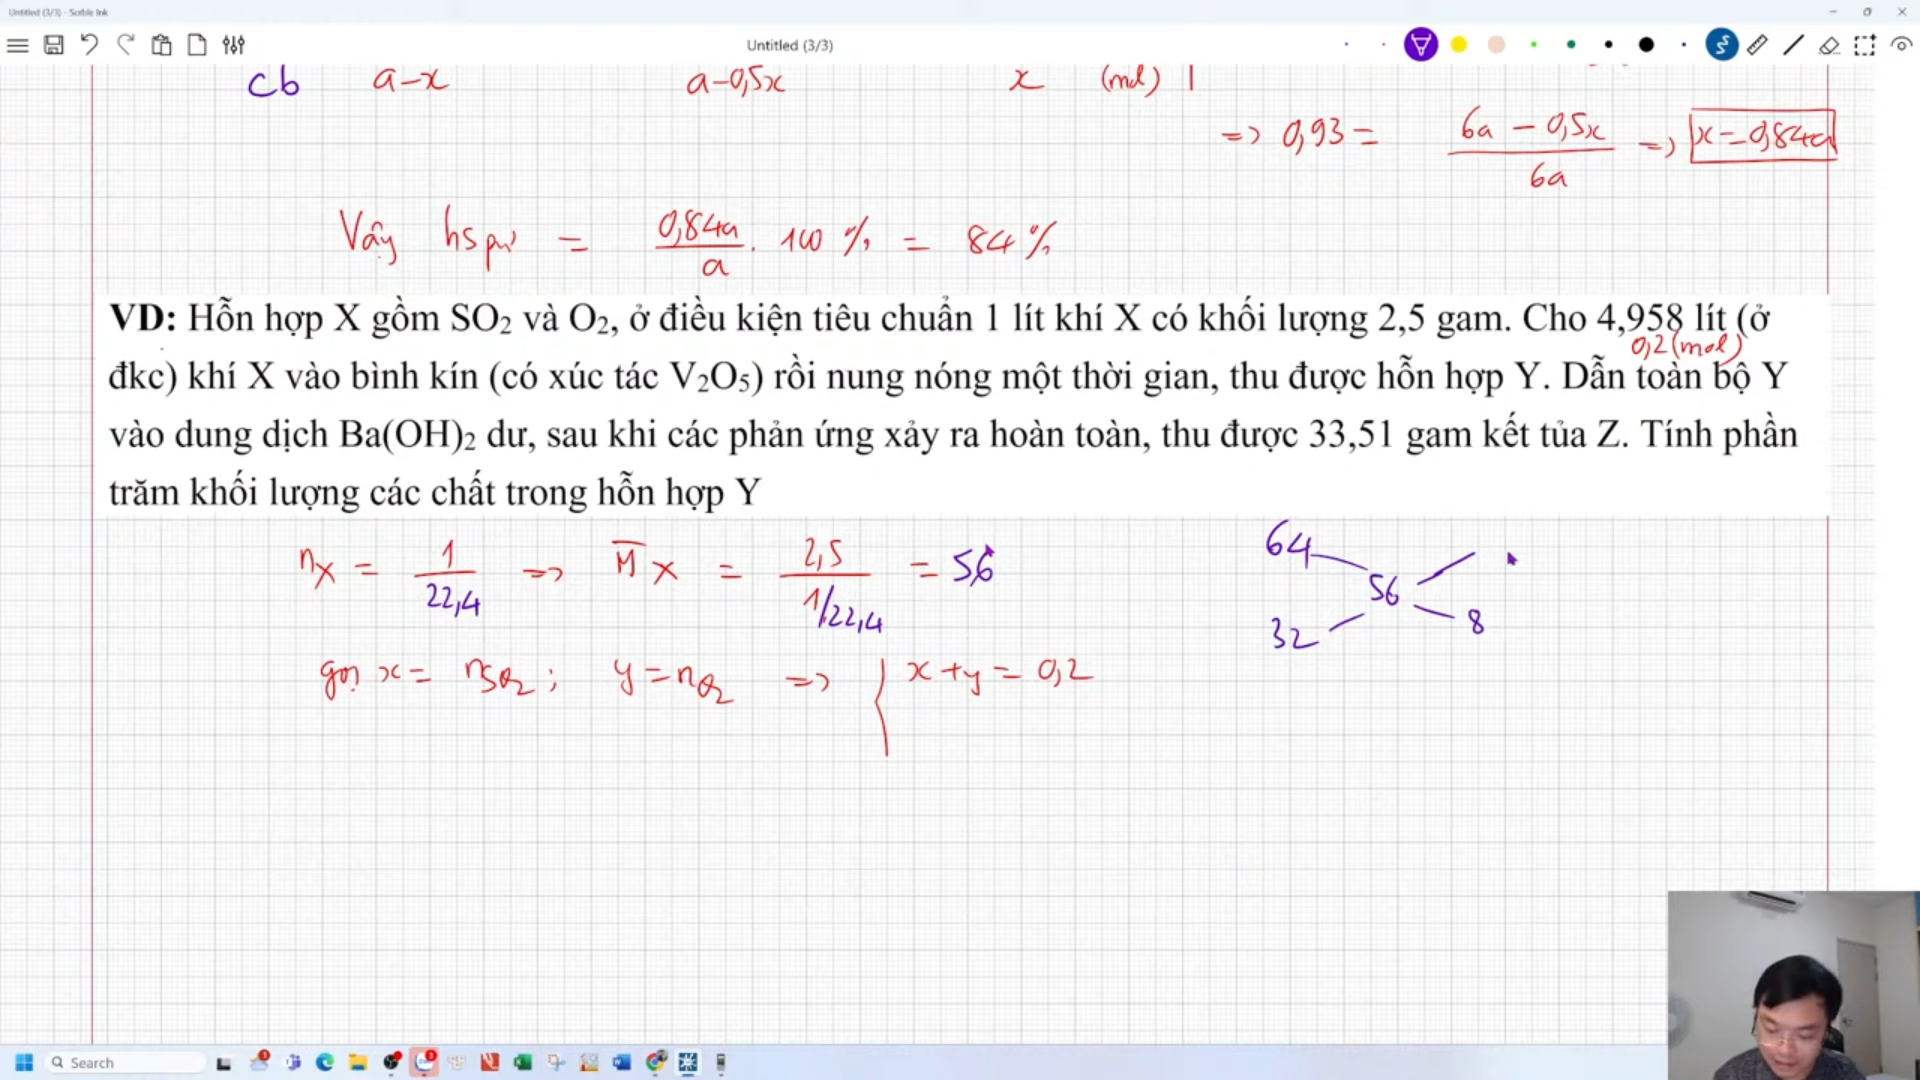 Untitled (3/3) - Scrble Ink
Untitled (3/3)
cb a-x a-0,5x x (mol)
=> 0,93 = 6a - 0,5x / 6a => x = 0,84a
Vậy hspư = 0,84a / a . 100 % = 84 %
VD: Hỗn hợp X gồm SO₂ và O₂, ở điều kiện tiêu chuẩn 1 lít khí X có khối lượng 2,5 gam. Cho 4,958 lít (ở
0,2 (mol)
đkc) khí X vào bình kín (có xúc tác V₂O₅) rồi nung nóng một thời gian, thu được hỗn hợp Y. Dẫn toàn bộ Y
vào dung dịch Ba(OH)₂ dư, sau khi các phản ứng xảy ra hoàn toàn, thu được 33,51 gam kết tủa Z. Tính phần
trăm khối lượng các chất trong hỗn hợp Y
nX = 1 / 22,4 => M̅X = 2,5 / 1/22,4 = 56
64
56
32 8
gọi x = nSO₂ ; y = nO₂ => { x + y = 0,2
Search